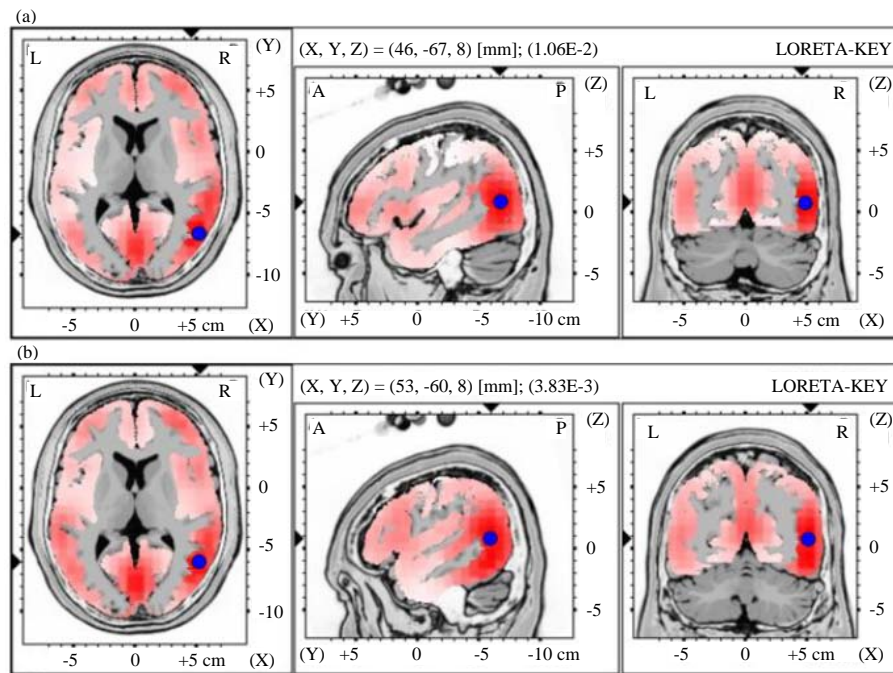 (a)
(X, Y, Z) = (46, -67, 8) [mm]; (1.06E-2) LORETA-KEY
L R (Y)
+5
0
-5
-10
-5 0 +5 cm (X)
A P (Z)
+5
0
-5
(Y) +5 0 -5 -10 cm
L R (Z)
+5
0
-5
-5 0 +5 cm (X)
(b)
(X, Y, Z) = (53, -60, 8) [mm]; (3.83E-3) LORETA-KEY
L R (Y)
+5
0
-5
-10
-5 0 +5 cm (X)
A P (Z)
+5
0
-5
(Y) +5 0 -5 -10 cm
L R (Z)
+5
0
-5
-5 0 +5 cm (X)